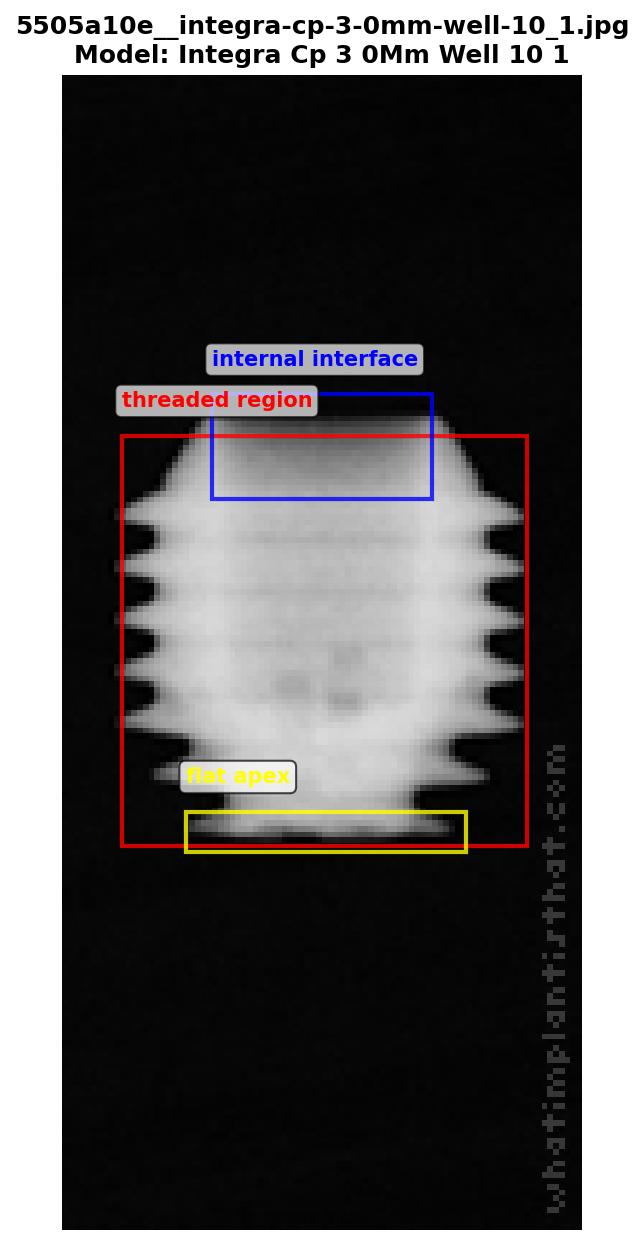 5505a10e__integra-cp-3-0mm-well-10_1.jpg
Model: Integra Cp 3 0Mm Well 10 1
internal interface
threaded region
flat apex
whatimplantisthat.com